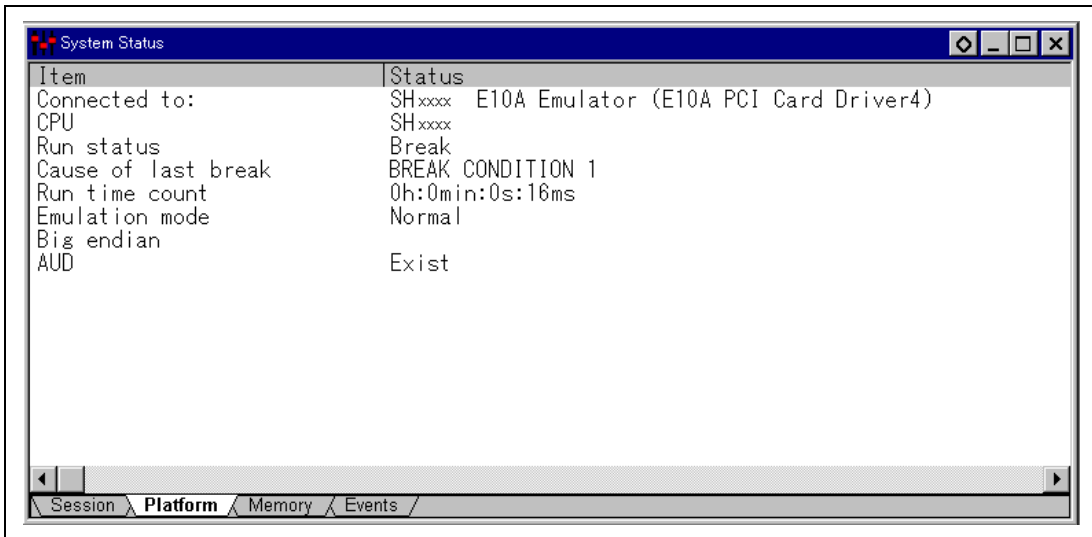 System Status
Item Status
Connected to: SHxxxx E10A Emulator (E10A PCI Card Driver4)
CPU SHxxxx
Run status Break
Cause of last break BREAK CONDITION 1
Run time count 0h:0min:0s:16ms
Emulation mode Normal
Big endian
AUD Exist
Session Platform Memory Events